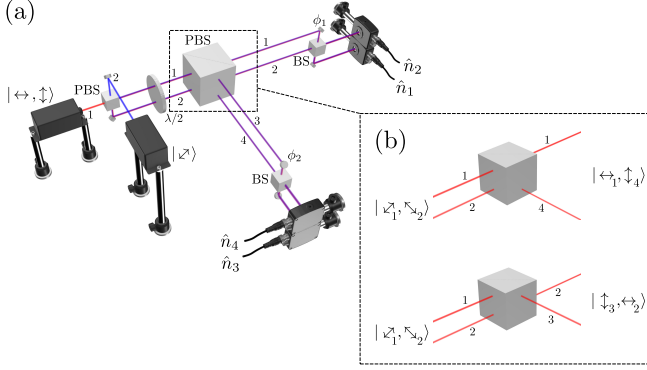 (a)
| ↔, ↕⟩
1
PBS
2
| ⤢⟩
λ/2
1
2
PBS
1
2
3
4
ϕ₁
BS
n̂₂
n̂₁
ϕ₂
BS
n̂₄
n̂₃
(b)
1
| ⤢₁, ⤡₂⟩
1
2
4
| ↔₁, ↕₄⟩
| ⤢₁, ⤡₂⟩
1
2
2
3
| ↕₃, ↔₂⟩